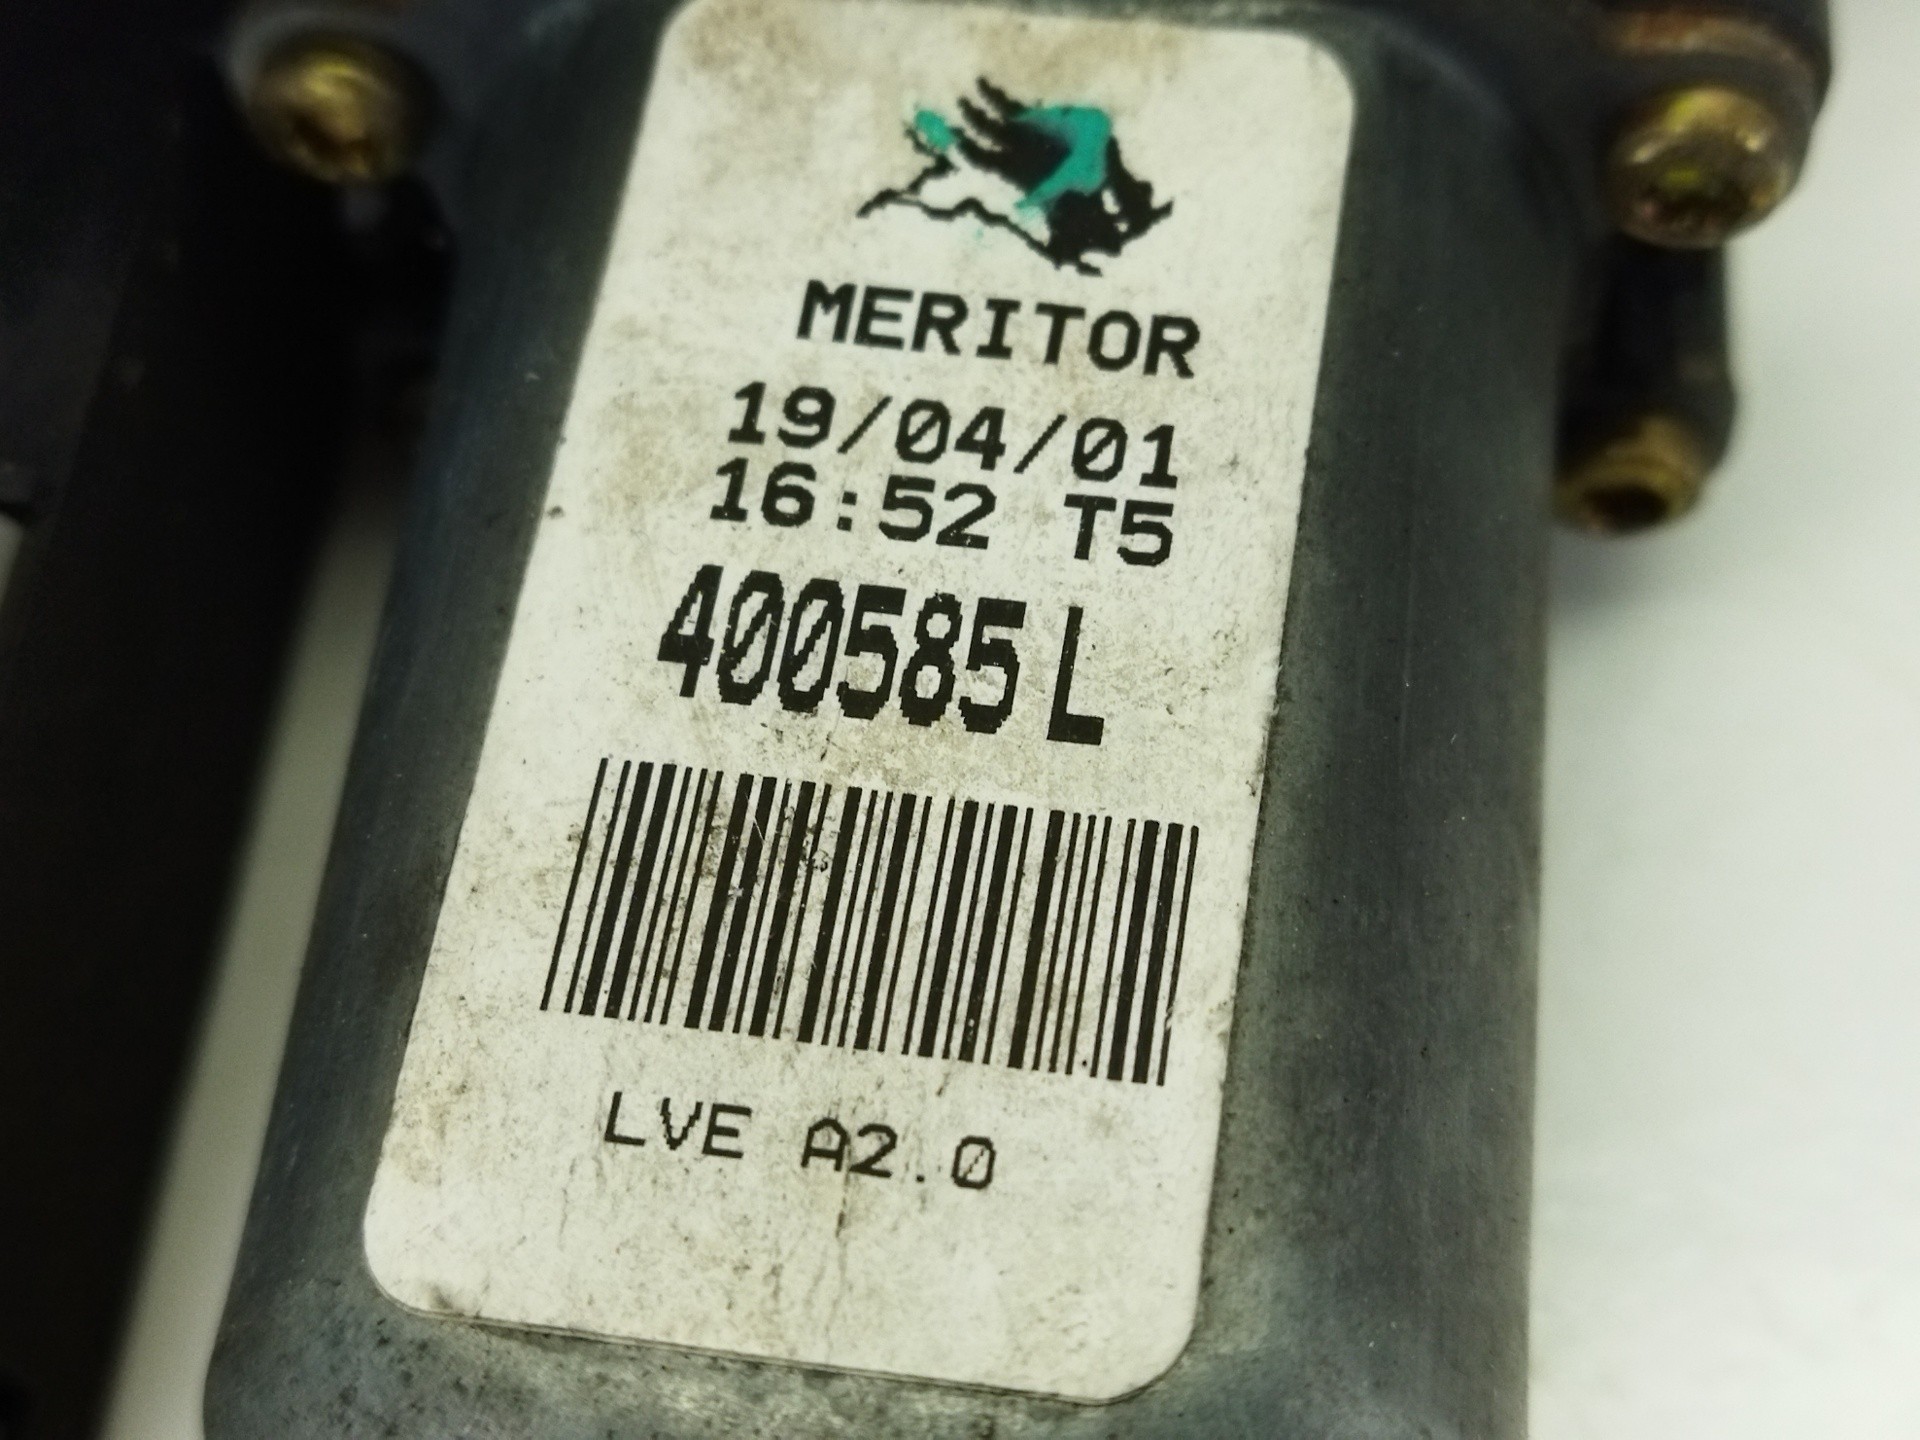 MERITOR
19/04/01
16:52 T5
400585 L
LVE A2.0